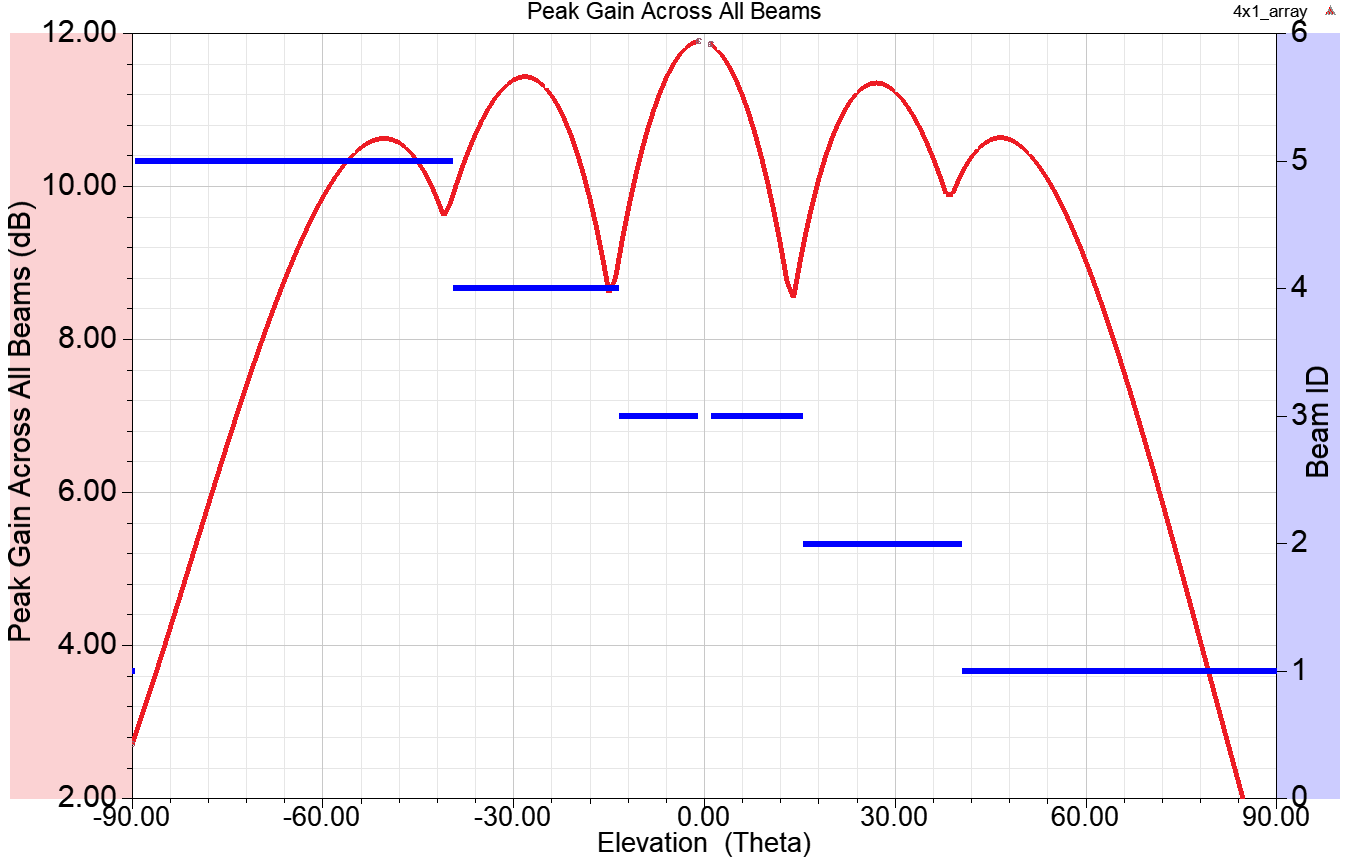 Peak Gain Across All Beams
4x1_array
Peak Gain Across All Beams (dB)
12.00
10.00
8.00
6.00
4.00
2.00
-90.00 -60.00 -30.00 0.00 30.00 60.00 90.00
Elevation (Theta)
6
5
4
3
2
1
0
Beam ID